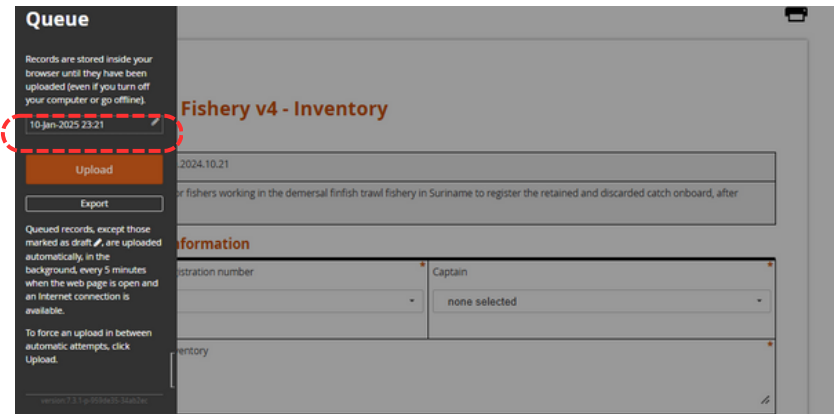 Queue
Records are stored inside your
browser until they have been
uploaded (even if you turn off
your computer or go offline).
10-Jan-2025 23:21
Upload
Export
Queued records, except those
marked as draft , are uploaded
automatically, in the
background, every 5 minutes
when the web page is open and
an Internet connection is
available.
To force an upload in between
automatic attempts, click
Upload.
Fishery v4 - Inventory
.2024.10.21
or fishers working in the demersal finfish trawl fishery in Suriname to register the retained and discarded catch onboard, after
nformation
istration number
*
Captain
*
none selected
ventory
*